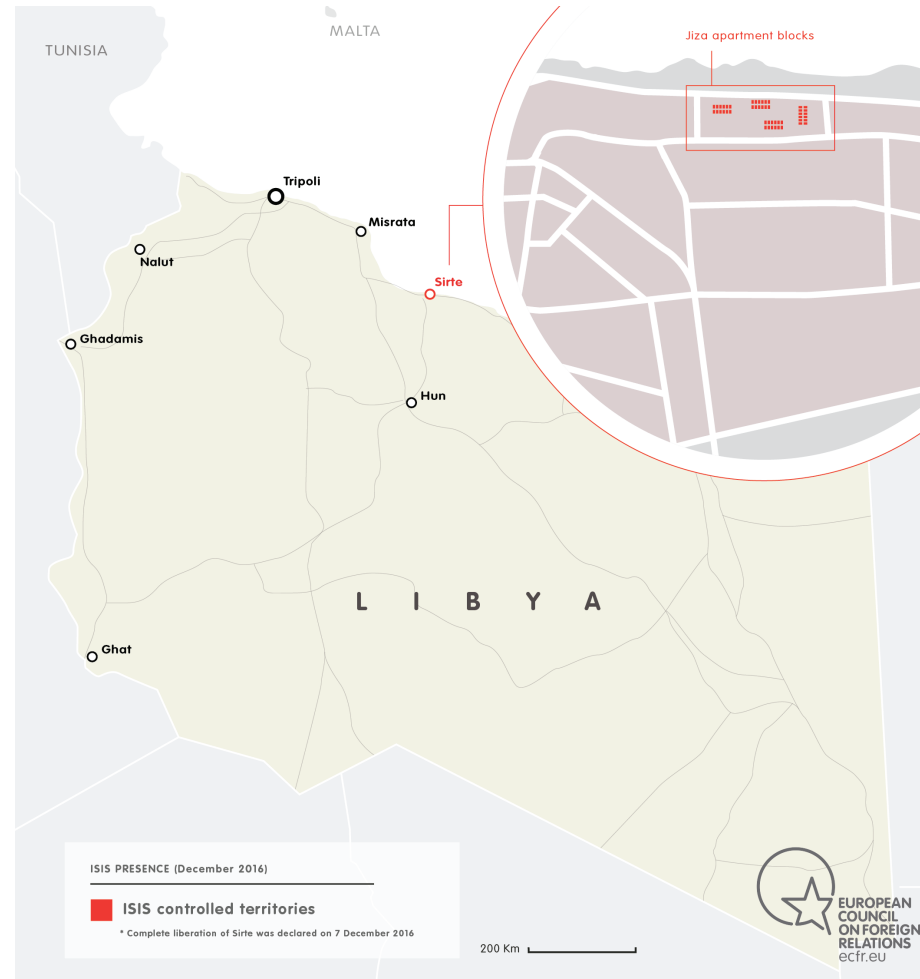 Jiza apartment blocks
MALTA
TUNISIA
Tripoli
Misrata
Nalut
Sirte
Ghadamis
Hun
L I B Y A
Ghat
ISIS PRESENCE (December 2016)
ISIS controlled territories
* Complete liberation of Sirte was declared on 7 December 2016
200 Km
EUROPEAN
COUNCIL
ON FOREIGN
RELATIONS
ecfr.eu